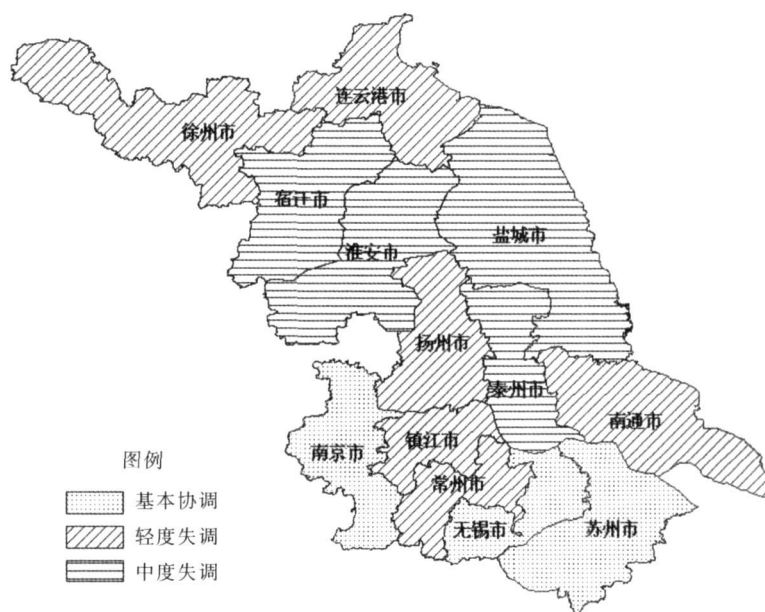 连云港市
徐州市
宿迁市
淮安市
盐城市
扬州市
泰州市
南通市
南京市
镇江市
常州市
无锡市
苏州市
图例
基本协调
轻度失调
中度失调